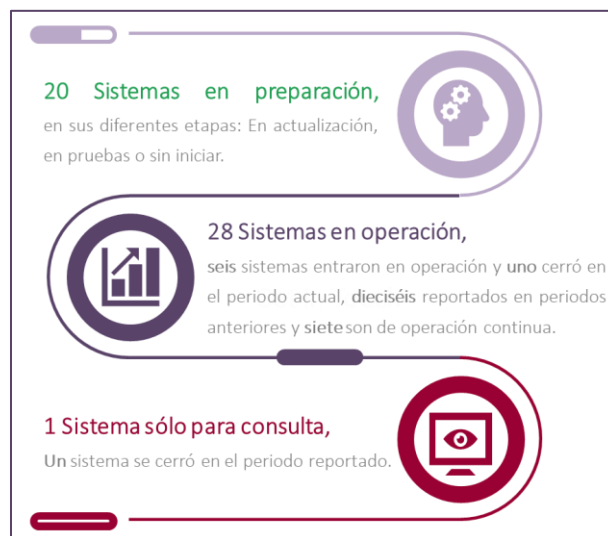 20 Sistemas en preparación,
en sus diferentes etapas: En actualización,
en pruebas o sin iniciar.
28 Sistemas en operación,
seis sistemas entraron en operación y uno cerró en
el periodo actual, dieciséis reportados en periodos
anteriores y siete son de operación continua.
1 Sistema sólo para consulta,
Un sistema se cerró en el periodo reportado.